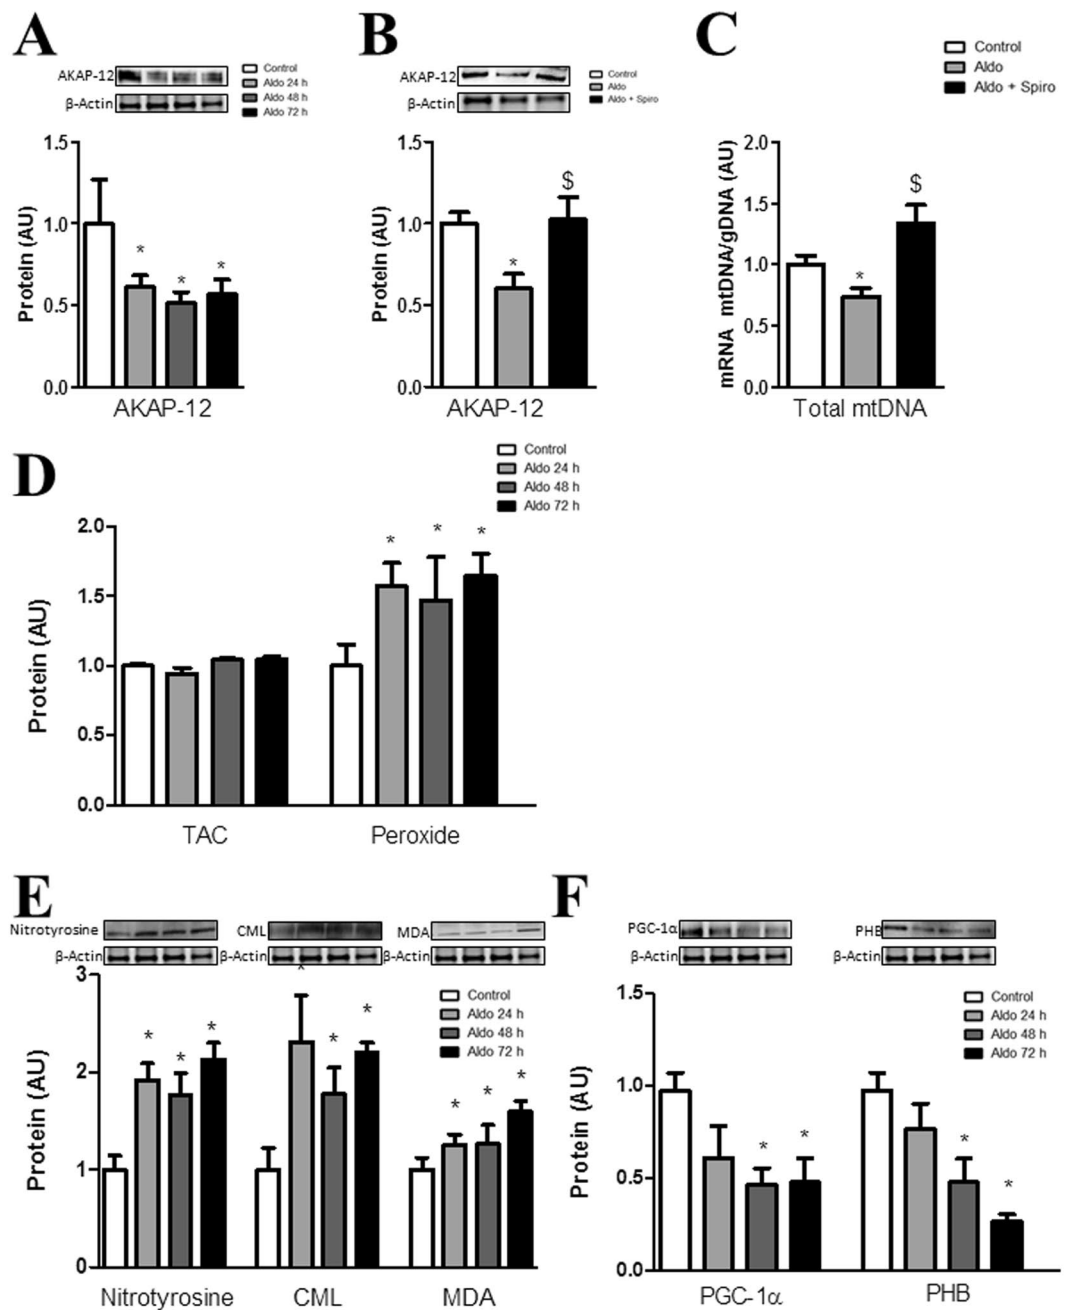 A
AKAP-12
β-Actin
Control
Aldo 24 h
Aldo 48 h
Aldo 72 h
1.5
1.0
0.5
0.0
Protein (AU)
*
*
*
AKAP-12
B
AKAP-12
β-Actin
Control
Aldo
Aldo + Spiro
1.5
1.0
0.5
0.0
Protein (AU)
*
$
AKAP-12
C
Control
Aldo
Aldo + Spiro
2.0
1.5
1.0
0.5
0.0
mRNA mtDNA/gDNA (AU)
*
$
Total mtDNA
D
Control
Aldo 24 h
Aldo 48 h
Aldo 72 h
2.0
1.5
1.0
0.5
0.0
Protein (AU)
* * *
TAC Peroxide
E
Nitrotyrosine
β-Actin
CML
β-Actin
MDA
β-Actin
Control
Aldo 24 h
Aldo 48 h
Aldo 72 h
3
2
1
0
Protein (AU)
* * *
* * *
* * *
Nitrotyrosine CML MDA
F
PGC-1α
β-Actin
PHB
β-Actin
Control
Aldo 24 h
Aldo 48 h
Aldo 72 h
1.5
1.0
0.5
0.0
Protein (AU)
* *
* *
PGC-1α PHB